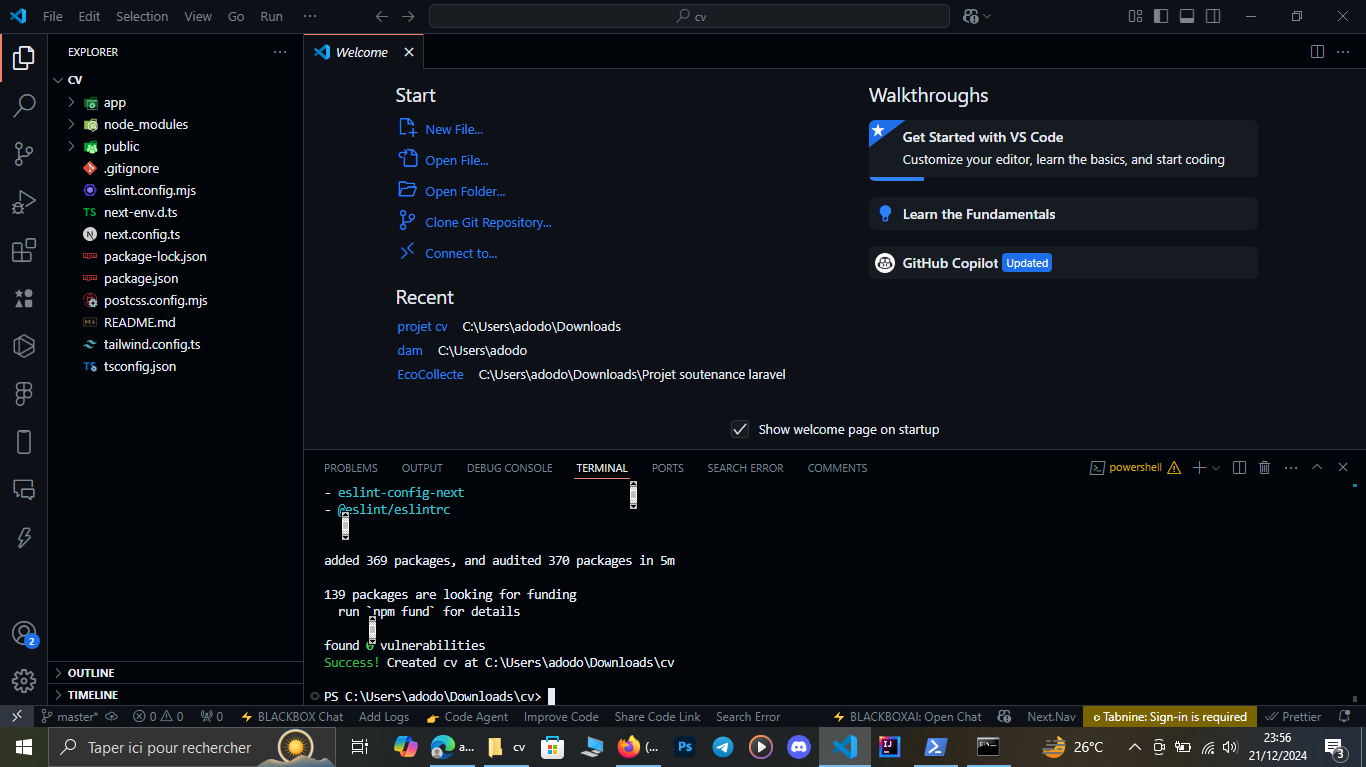 File Edit Selection View Go Run ···
cv
EXPLORER
CV
app
node_modules
public
.gitignore
eslint.config.mjs
TS next-env.d.ts
N next.config.ts
package-lock.json
package.json
postcss.config.mjs
README.md
tailwind.config.ts
TS tsconfig.json
OUTLINE
TIMELINE
2
Welcome
Start
New File...
Open File...
Open Folder...
Clone Git Repository...
Connect to...
Recent
projet cv C:\Users\adodo\Downloads
dam C:\Users\adodo
EcoCollecte C:\Users\adodo\Downloads\Projet soutenance laravel
Walkthroughs
Get Started with VS Code
Customize your editor, learn the basics, and start coding
Learn the Fundamentals
GitHub Copilot Updated
Show welcome page on startup
PROBLEMS OUTPUT DEBUG CONSOLE TERMINAL PORTS SEARCH ERROR COMMENTS
powershell
- eslint-config-next
- @eslint/eslintrc
added 369 packages, and audited 370 packages in 5m
139 packages are looking for funding
run `npm fund` for details
found 0 vulnerabilities
Success! Created cv at C:\Users\adodo\Downloads\cv
PS C:\Users\adodo\Downloads\cv>
master* 0 0 0 BLACKBOX Chat Add Logs Code Agent Improve Code Share Code Link Search Error BLACKBOXAI: Open Chat Next.Nav Tabnine: Sign-in is required Prettier
Taper ici pour rechercher
a...
cv
(...
Ps
IJ
26°C
23:56
21/12/2024
3